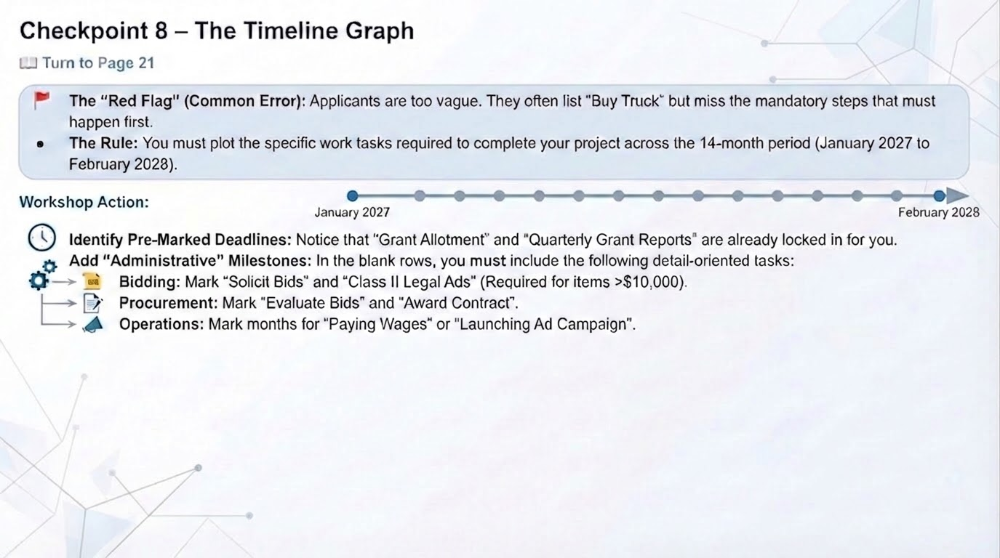 Checkpoint 8 – The Timeline Graph
Turn to Page 21
The "Red Flag" (Common Error): Applicants are too vague. They often list "Buy Truck" but miss the mandatory steps that must
happen first.
• The Rule: You must plot the specific work tasks required to complete your project across the 14-month period (January 2027 to
February 2028).
Workshop Action:
January 2027
February 2028
Identify Pre-Marked Deadlines: Notice that "Grant Allotment" and "Quarterly Grant Reports" are already locked in for you.
Add "Administrative" Milestones: In the blank rows, you must include the following detail-oriented tasks:
Bidding: Mark "Solicit Bids" and "Class II Legal Ads" (Required for items >$10,000).
Procurement: Mark "Evaluate Bids" and "Award Contract".
Operations: Mark months for "Paying Wages" or "Launching Ad Campaign".